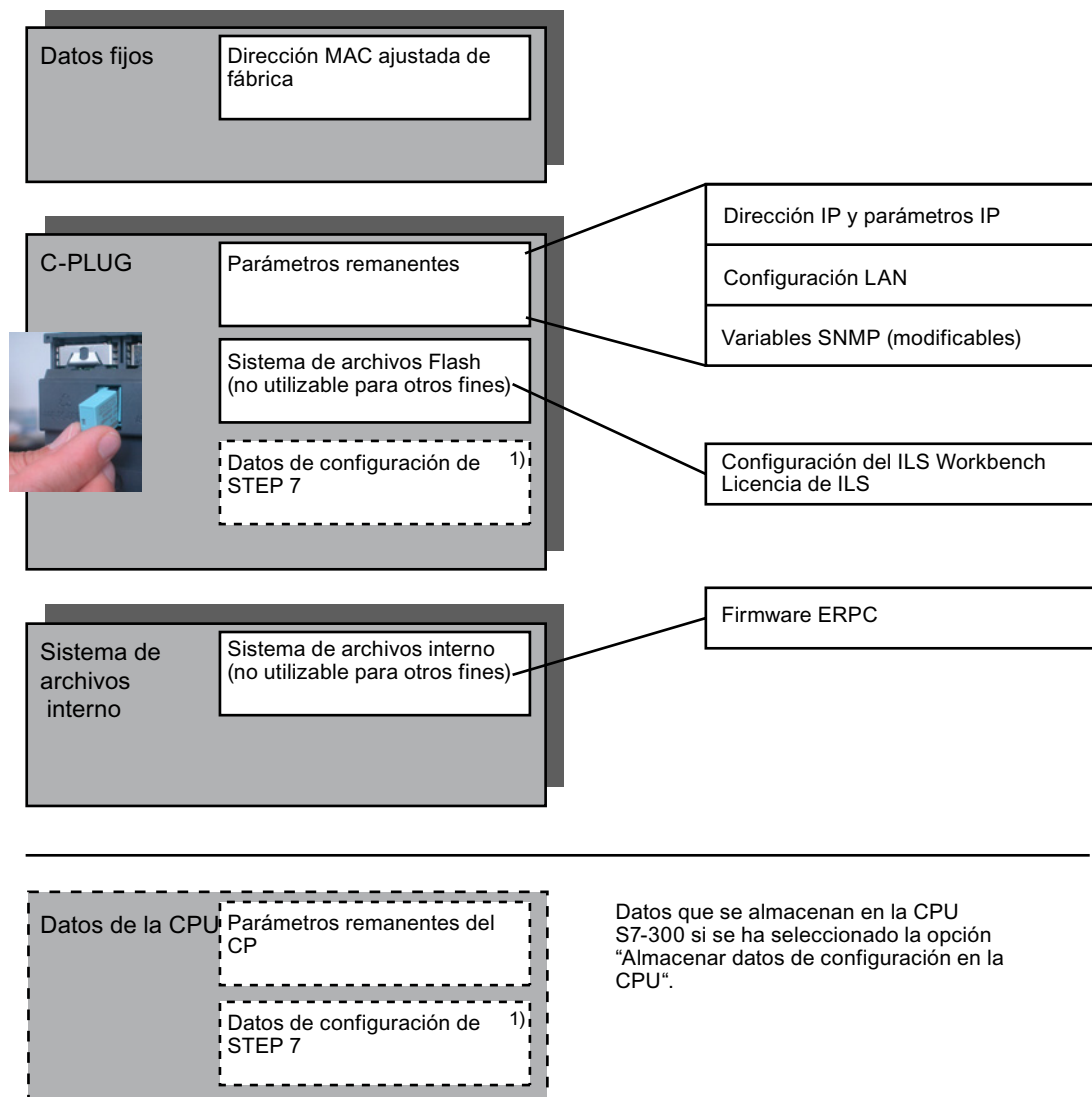 Datos fijos
Dirección MAC ajustada de
fábrica
C-PLUG
Parámetros remanentes
Dirección IP y parámetros IP
Configuración LAN
Variables SNMP (modificables)
Sistema de archivos Flash
(no utilizable para otros fines)
Configuración del ILS Workbench
Licencia de ILS
Datos de configuración de 1)
STEP 7
Sistema de
archivos
interno
Sistema de archivos interno
(no utilizable para otros fines)
Firmware ERPC
Datos de la CPU
Parámetros remanentes del
CP
Datos de configuración de 1)
STEP 7
Datos que se almacenan en la CPU
S7-300 si se ha seleccionado la opción
“Almacenar datos de configuración en la
CPU“.